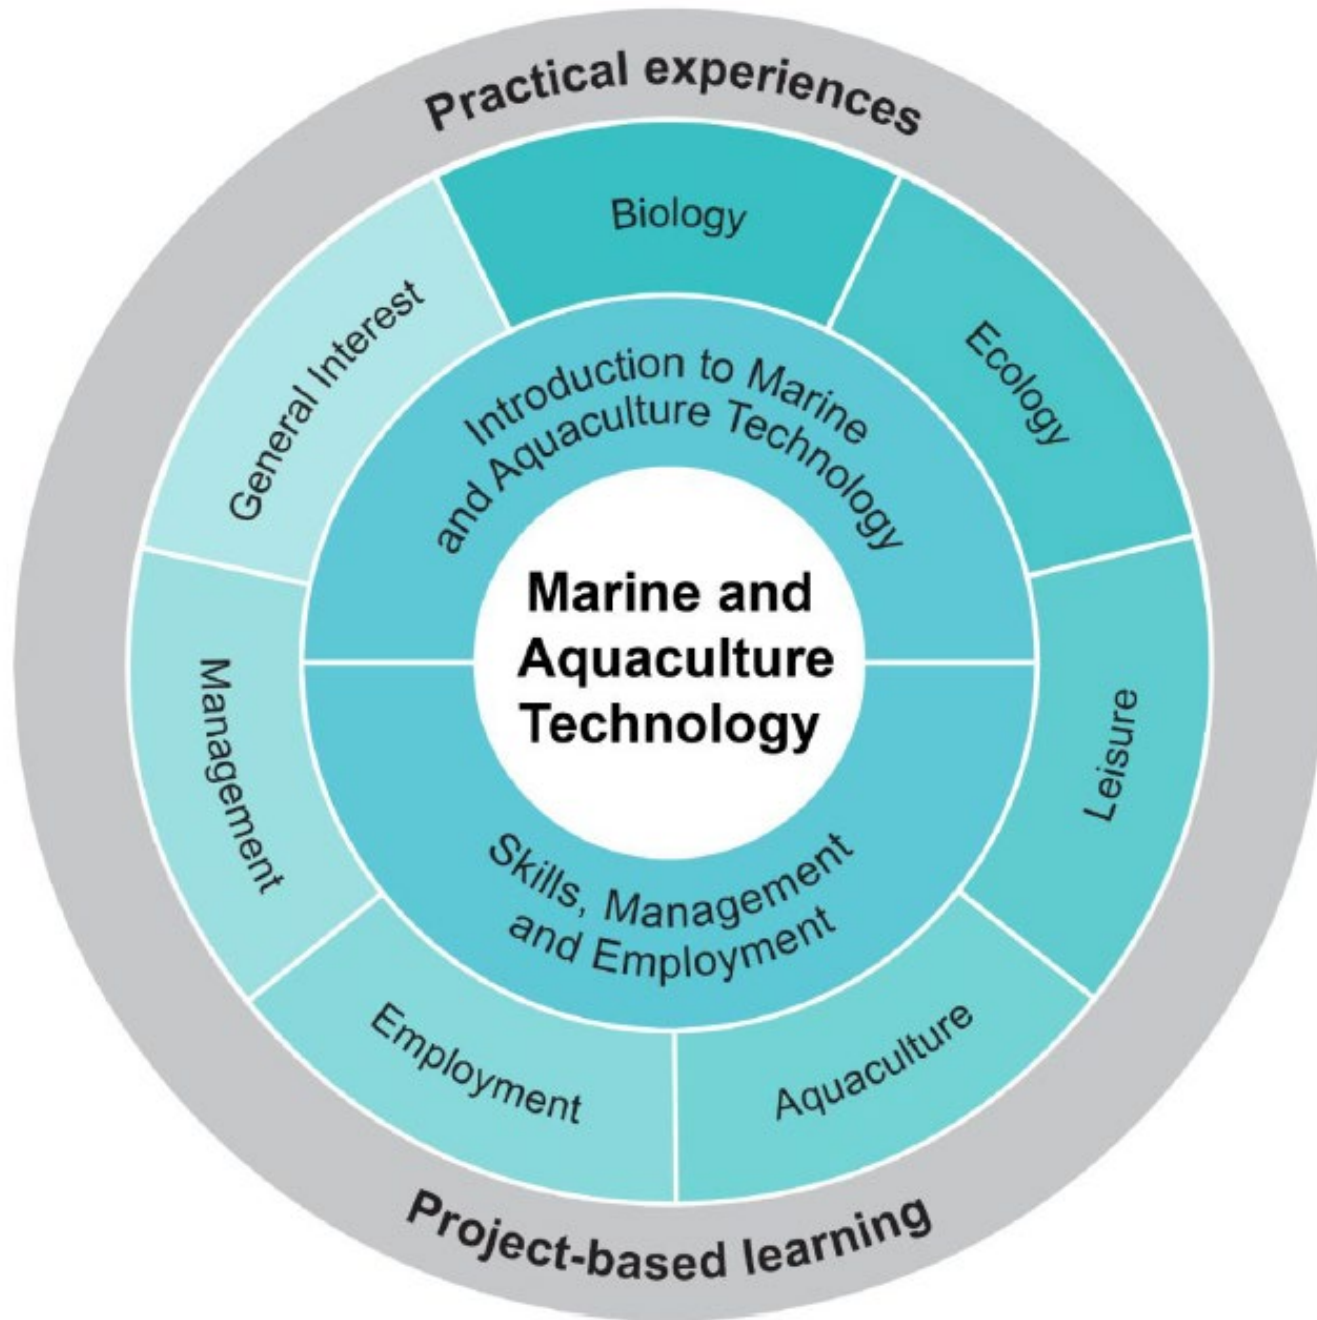 Practical experiences
Biology
Ecology
Leisure
Aquaculture
Employment
Management
General Interest
Introduction to Marine
and Aquaculture Technology
Marine and
Aquaculture
Technology
Skills, Management
and Employment
Project-based learning